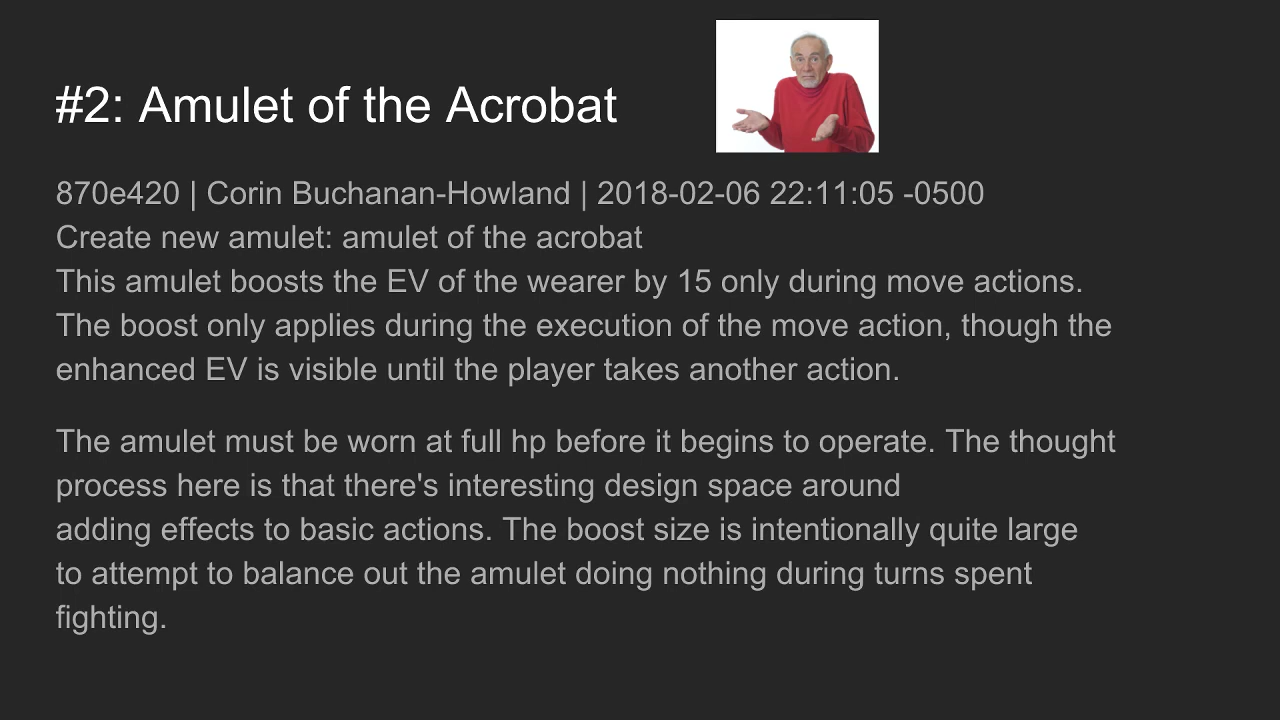 #2: Amulet of the Acrobat
870e420 | Corin Buchanan-Howland | 2018-02-06 22:11:05 -0500
Create new amulet: amulet of the acrobat
This amulet boosts the EV of the wearer by 15 only during move actions.
The boost only applies during the execution of the move action, though the
enhanced EV is visible until the player takes another action.
The amulet must be worn at full hp before it begins to operate. The thought
process here is that there's interesting design space around
adding effects to basic actions. The boost size is intentionally quite large
to attempt to balance out the amulet doing nothing during turns spent
fighting.